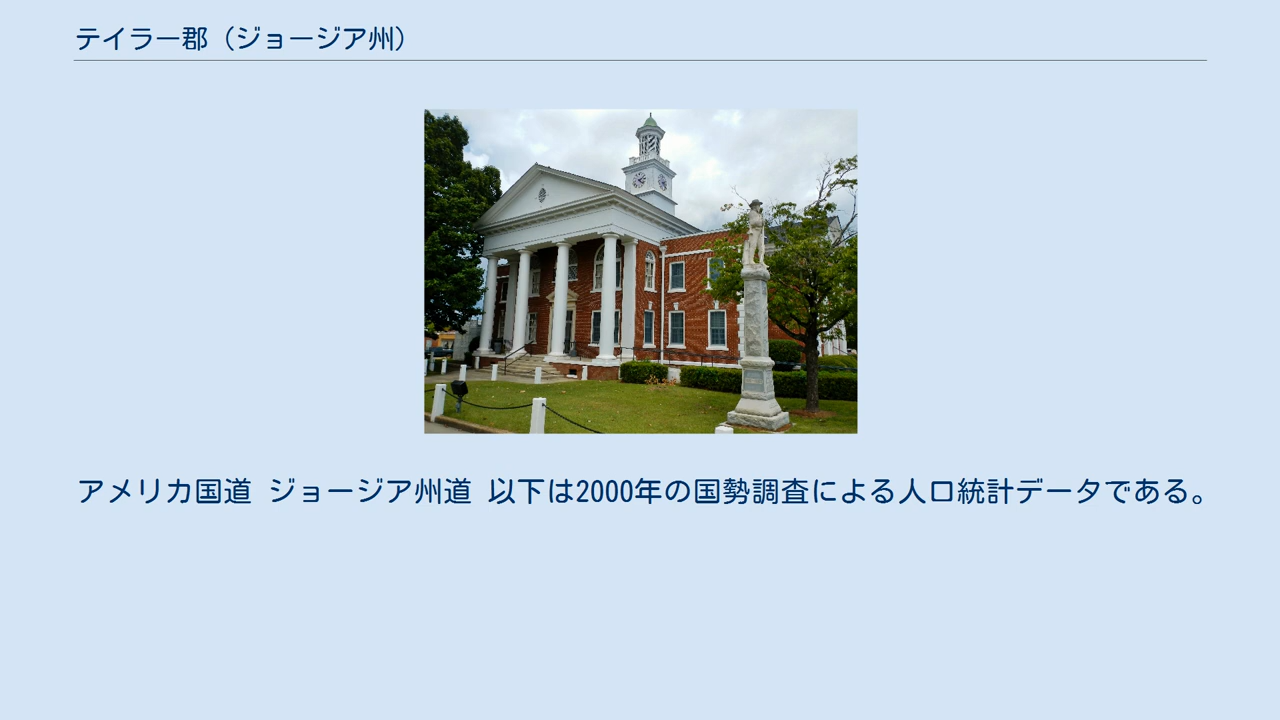 テイラー郡（ジョージア州）
アメリカ国道 ジョージア州道 以下は2000年の国勢調査による人口統計データである。